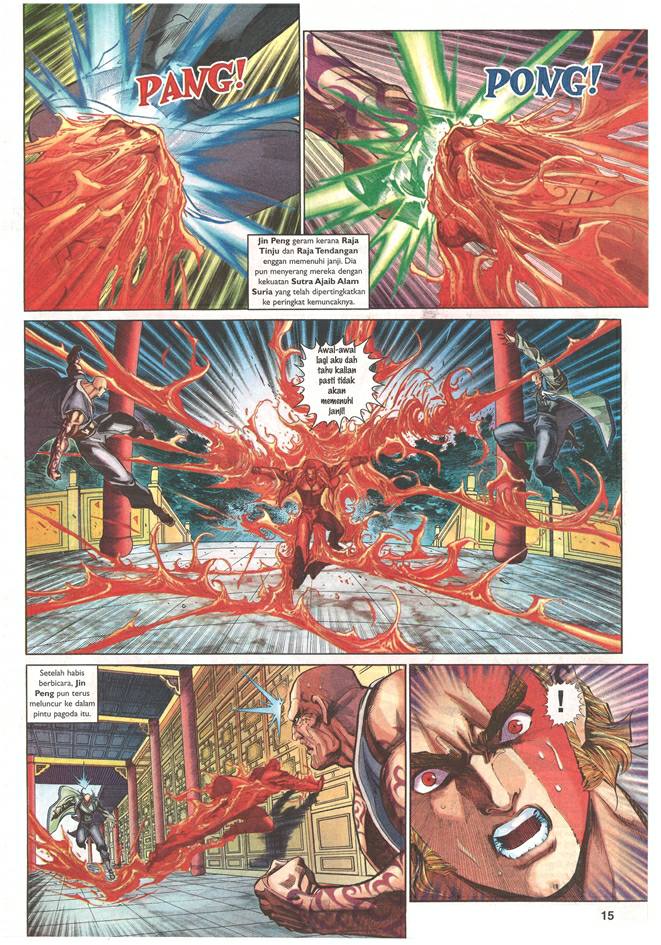 PANG!
PONG!
Jin Peng geram kerana Raja
Tinju dan Raja Tendangan
enggan memenuhi janji. Dia
pun menyerang mereka dengan
kekuatan Sutra Ajaib Alam
Suria yang telah dipertingkatkan
ke peringkat kemuncaknya.
Awal-awal
lagi aku dah
tahu kalian
pasti tidak
akan
memenuhi
janji!
Setelah habis
berbicara, Jin
Peng pun terus
meluncur ke dalam
pintu pagoda itu.
!
15